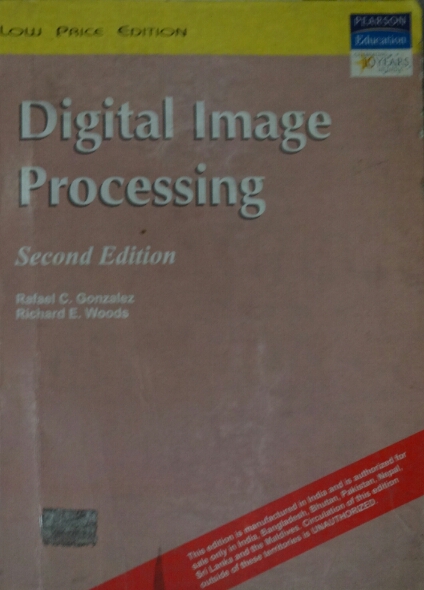 LOW PRICE EDITION
PEARSON
Education
10 YEARS
Digital Image
Processing
Second Edition
Rafael C. Gonzalez
Richard E. Woods
This edition is manufactured in India and is authorized for
sale only in India, Bangladesh, Bhutan, Pakistan, Nepal,
Sri Lanka and the Maldives. Circulation of this edition
outside of these territories is UNAUTHORIZED.